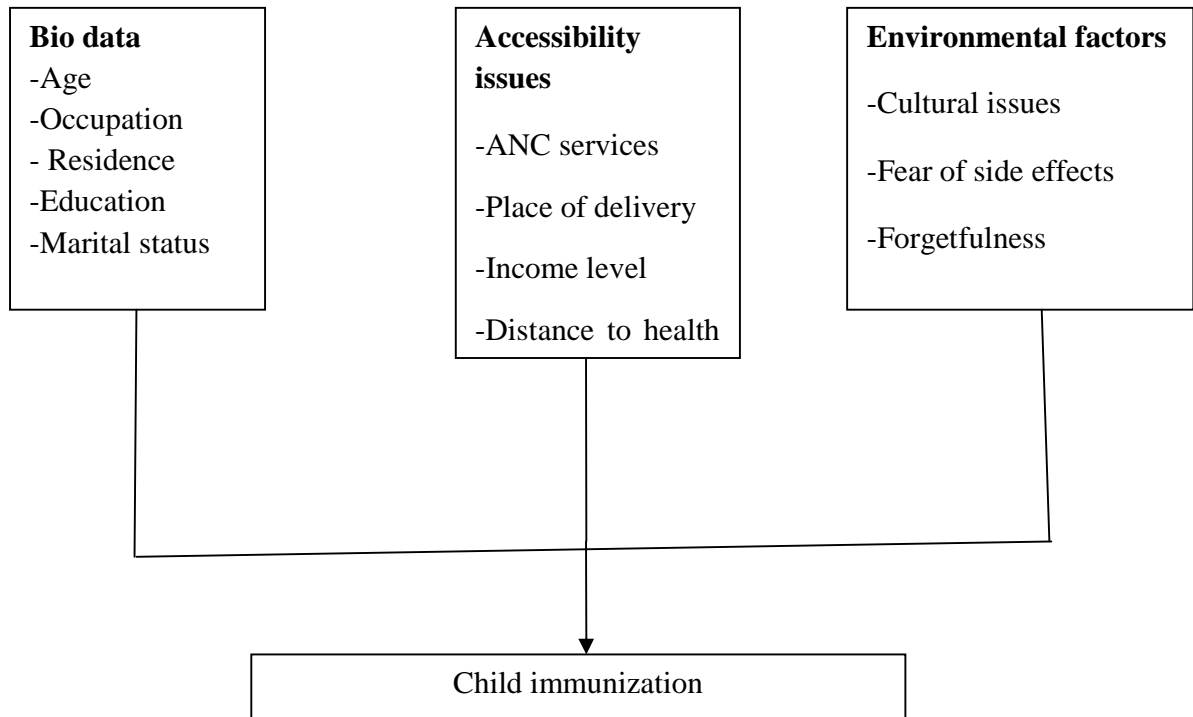 Bio data
-Age
-Occupation
- Residence
-Education
-Marital status
Accessibility
issues
-ANC services
-Place of delivery
-Income level
-Distance to health
Environmental factors
-Cultural issues
-Fear of side effects
-Forgetfulness
Child immunization